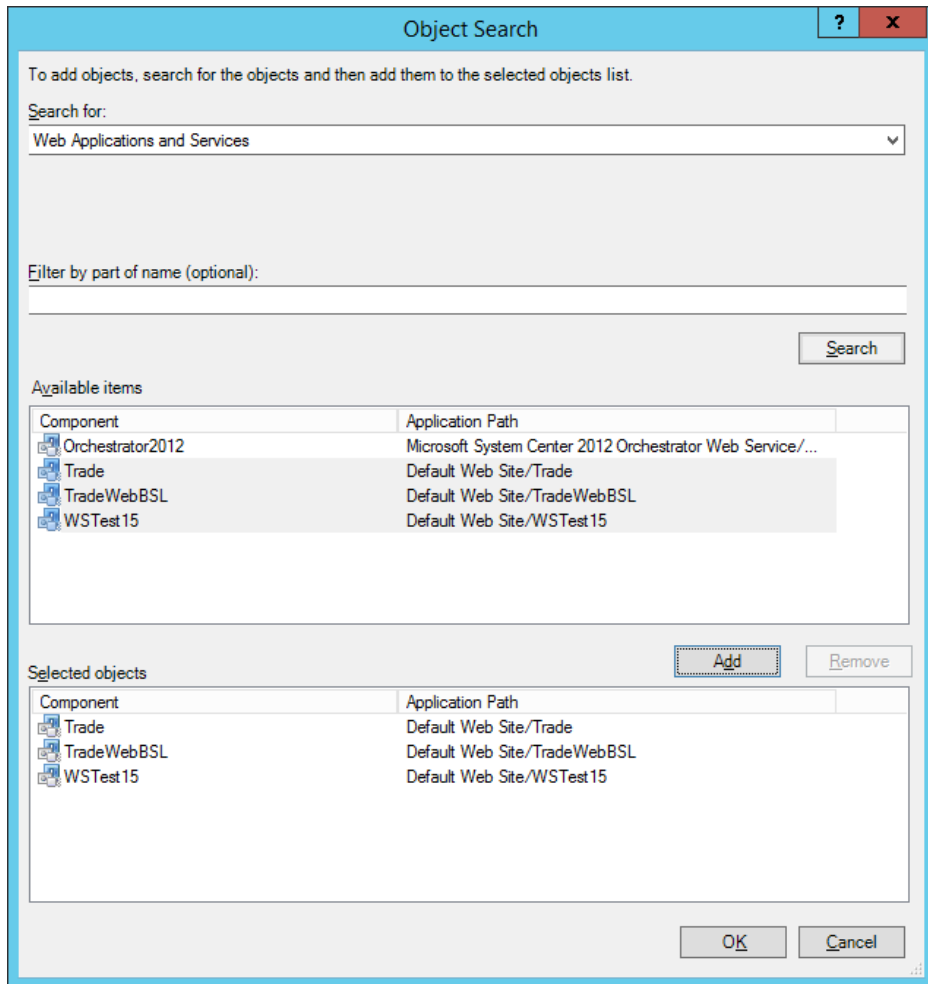 Object Search
?
x
To add objects, search for the objects and then add them to the selected objects list.
Search for:
Web Applications and Services
Filter by part of name (optional):
Search
Available items
Component Application Path
Orchestrator2012 Microsoft System Center 2012 Orchestrator Web Service/...
Trade Default Web Site/Trade
TradeWebBSL Default Web Site/TradeWebBSL
WSTest15 Default Web Site/WSTest15
Add Remove
Selected objects
Component Application Path
Trade Default Web Site/Trade
TradeWebBSL Default Web Site/TradeWebBSL
WSTest15 Default Web Site/WSTest15
OK Cancel